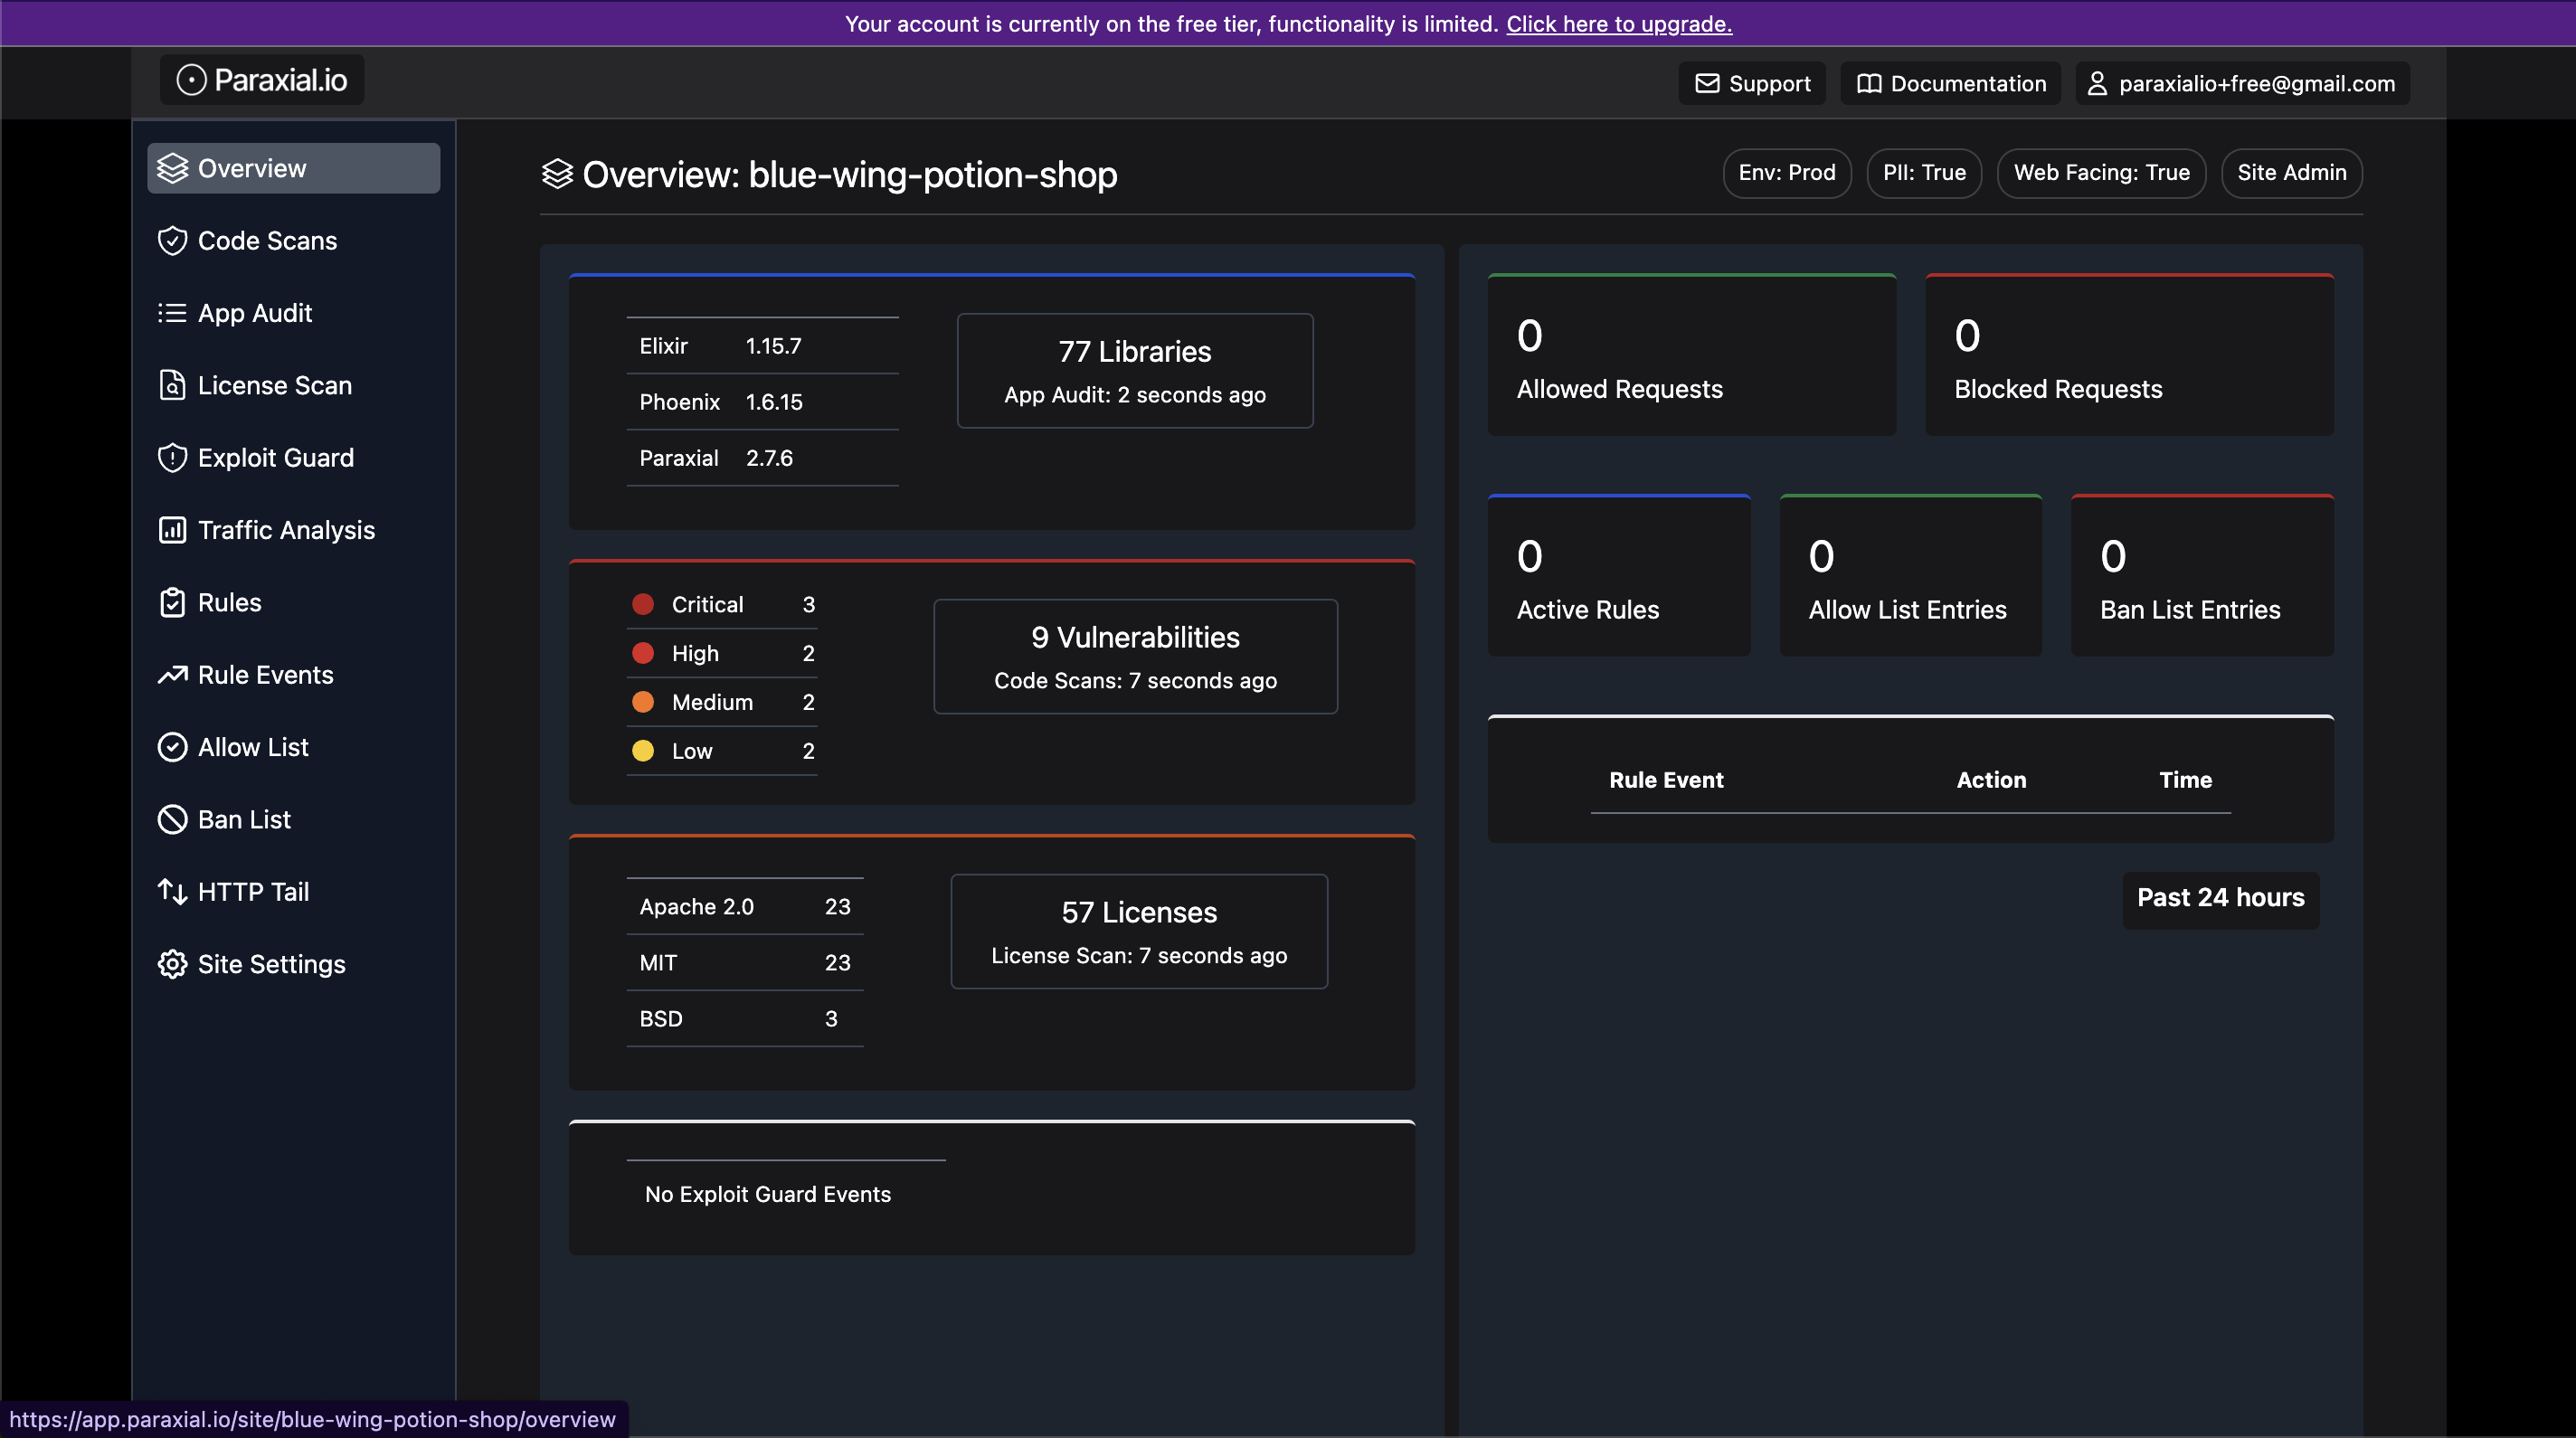 Your account is currently on the free tier, functionality is limited. Click here to upgrade.
Paraxial.io
Support
Documentation
paraxialio+free@gmail.com
Overview
Code Scans
App Audit
License Scan
Exploit Guard
Traffic Analysis
Rules
Rule Events
Allow List
Ban List
HTTP Tail
Site Settings
Overview: blue-wing-potion-shop
Env: Prod
PII: True
Web Facing: True
Site Admin
Elixir 1.15.7
Phoenix 1.6.15
Paraxial 2.7.6
77 Libraries
App Audit: 2 seconds ago
Critical 3
High 2
Medium 2
Low 2
9 Vulnerabilities
Code Scans: 7 seconds ago
Apache 2.0 23
MIT 23
BSD 3
57 Licenses
License Scan: 7 seconds ago
No Exploit Guard Events
0
Allowed Requests
0
Blocked Requests
0
Active Rules
0
Allow List Entries
0
Ban List Entries
Rule Event Action Time
Past 24 hours
https://app.paraxial.io/site/blue-wing-potion-shop/overview